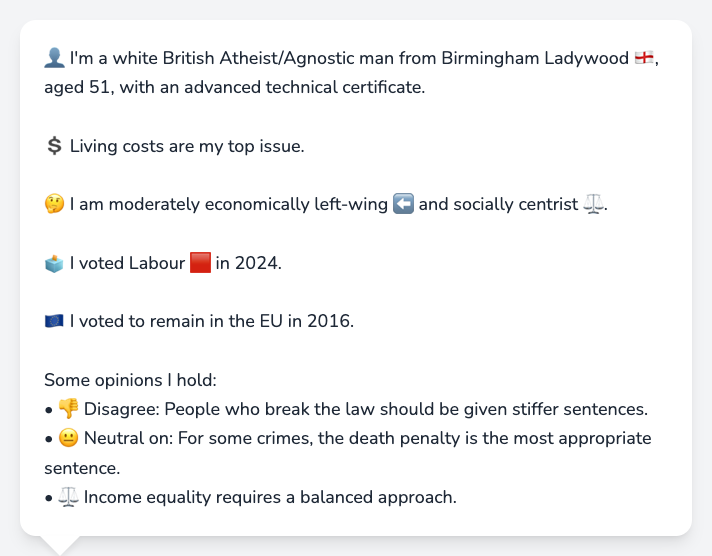 👤 I'm a white British Atheist/Agnostic man from Birmingham Ladywood 🏴󠁧󠁢󠁥󠁮󠁧󠁿,
aged 51, with an advanced technical certificate.
💲 Living costs are my top issue.
🤔 I am moderately economically left-wing ⬅️ and socially centrist ⚖️.
🗳️ I voted Labour 🟥 in 2024.
🇪🇺 I voted to remain in the EU in 2016.
Some opinions I hold:
• 👎 Disagree: People who break the law should be given stiffer sentences.
• 😐 Neutral on: For some crimes, the death penalty is the most appropriate
sentence.
• ⚖️ Income equality requires a balanced approach.